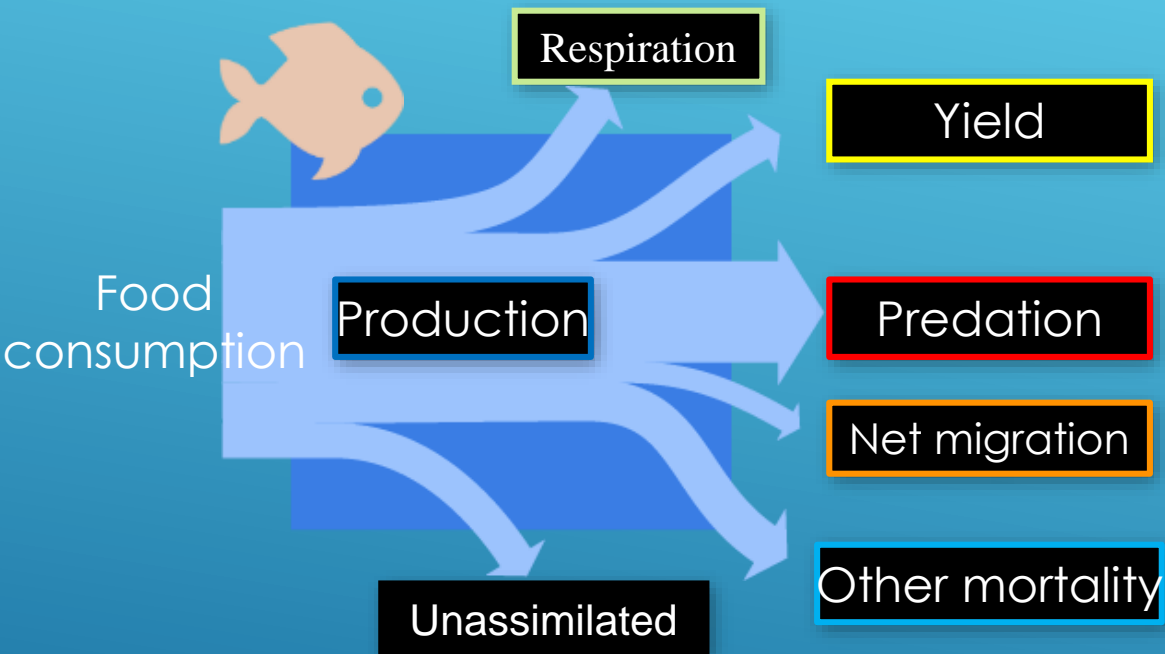 Respiration
Yield
Food
consumption
Production
Predation
Net migration
Other mortality
Unassimilated